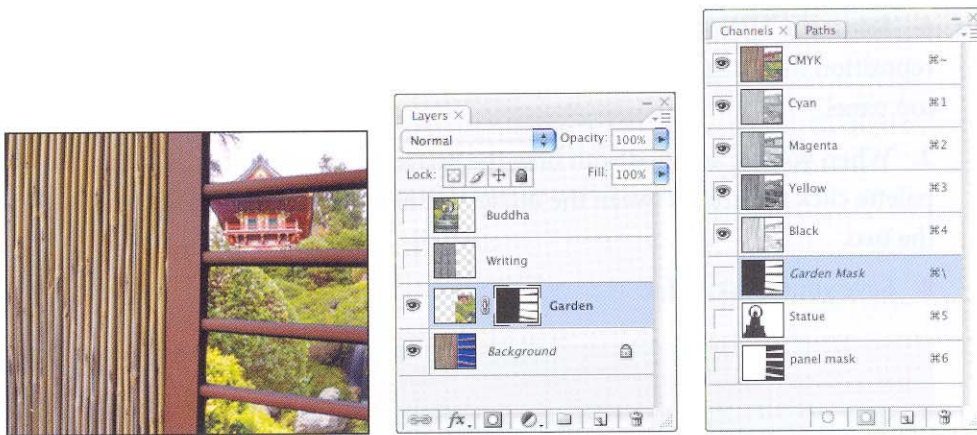 Layers ×
Normal
Opacity: 100%
Lock:
Fill: 100%
Buddha
Writing
Garden
Background
fx.
Channels × Paths
CMYK ⌘~
Cyan ⌘1
Magenta ⌘2
Yellow ⌘3
Black ⌘4
Garden Mask ⌘\
Statue ⌘5
panel mask ⌘6